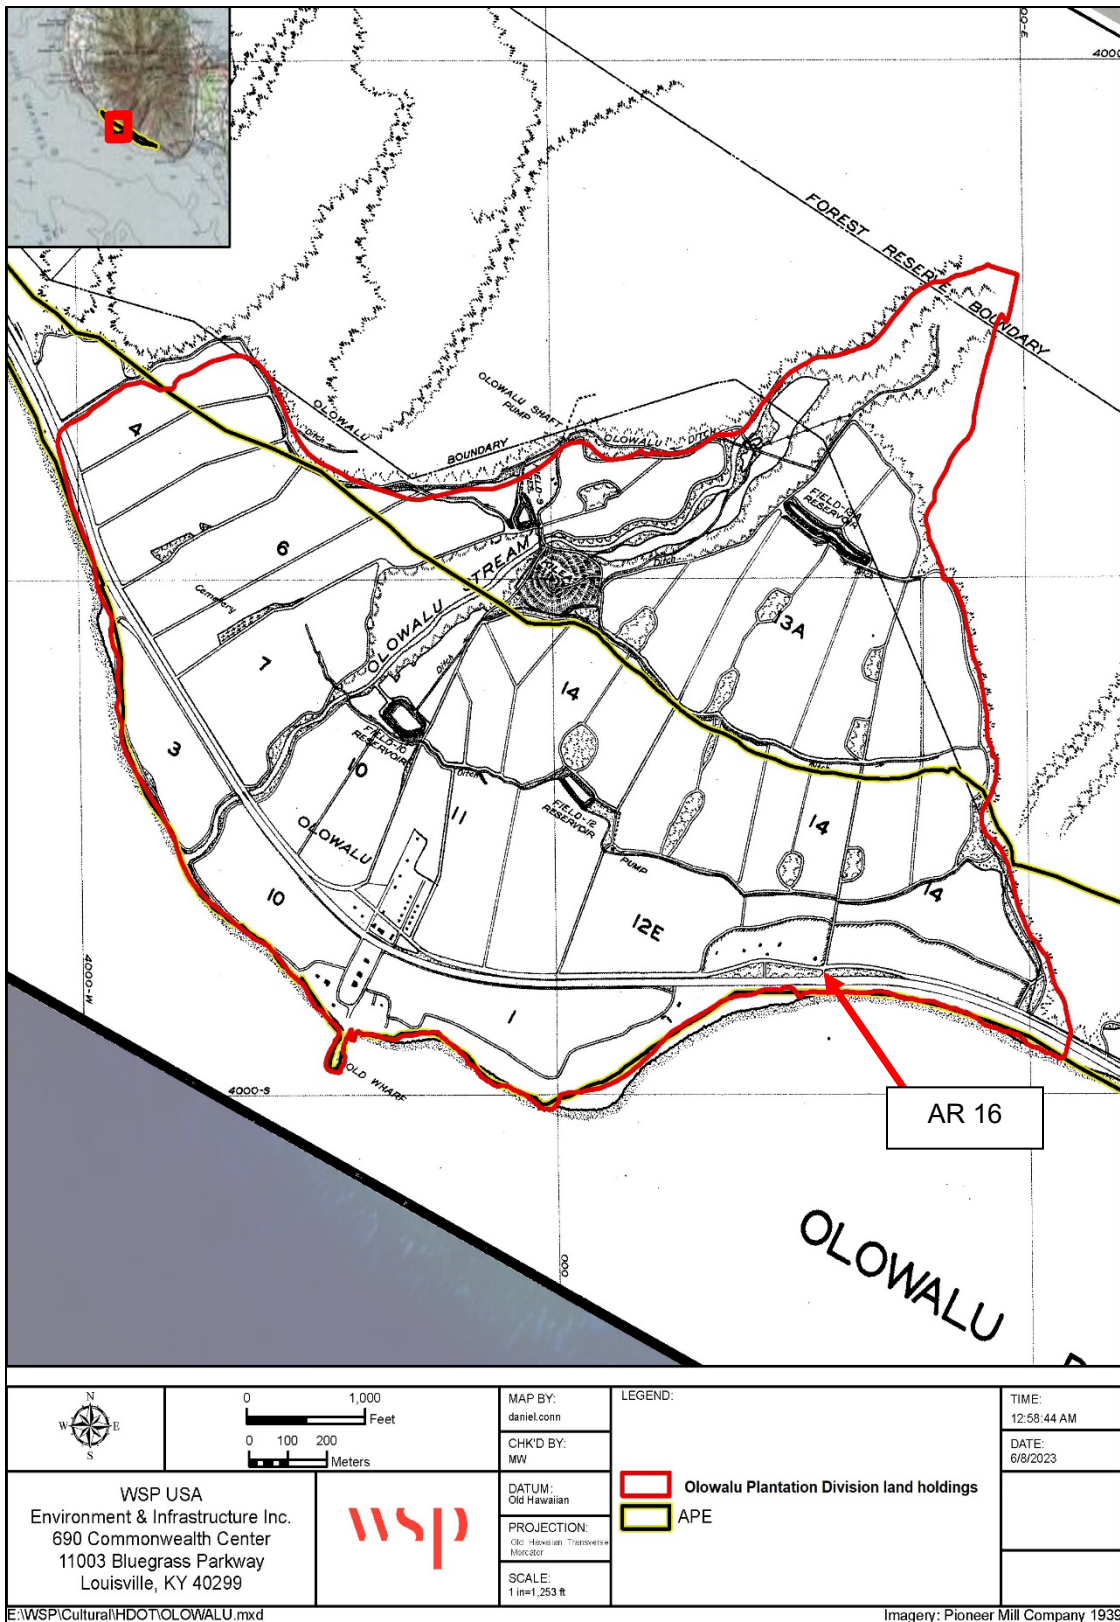 4000
FOREST RESERVE BOUNDARY
OLOWALU SHAFT
PUMP
OLOWALU
BOUNDARY
OLOWALU DITCH
Ditch
4
6
FIELD-9
FIELD-13A
RESERVOIR
Cemetery
OLOWALU STREAM
Ditch
Ditch
13A
7
14
3
FIELD-10
RESERVOIR
10
Ditch
11
FIELD-12
RESERVOIR
14
OLOWALU
PUMP
14
10
12E
4000-W
1
OLD WHARF
4000-S
AR 16
000
OLOWALU
N
W E
S
0 1,000
Feet
0 100 200
Meters
MAP BY:
daniel.conn
CHK'D BY:
MW
DATUM:
Old Hawaiian
PROJECTION:
Old Hawaiian Transverse
Mercator
SCALE:
1 in=1,253 ft
LEGEND:
Olowalu Plantation Division land holdings
APE
TIME:
12:58:44 AM
DATE:
6/8/2023
WSP USA
Environment & Infrastructure Inc.
690 Commonwealth Center
11003 Bluegrass Parkway
Louisville, KY 40299
wsp
E:\WSP\Cultural\HDOT\OLOWALU.mxd
Imagery: Pioneer Mill Company 1939